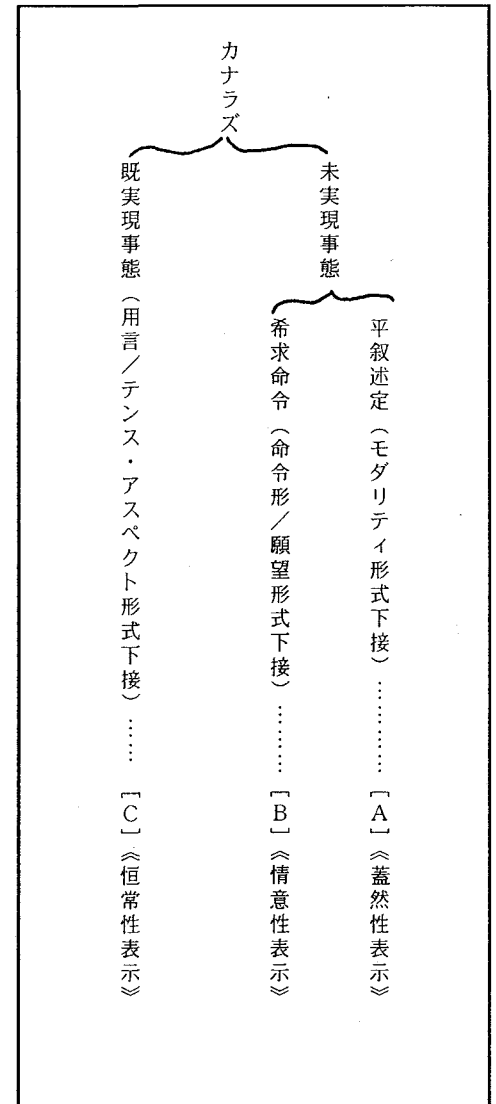 カナラズ
未実現事態
平叙述定（モダリティ形式下接）…………［A］《蓋然性表示》
希求命令（命令形／願望形式下接）………［B］《情意性表示》
既実現事態（用言／テンス・アスペクト形式下接）……［C］《恒常性表示》